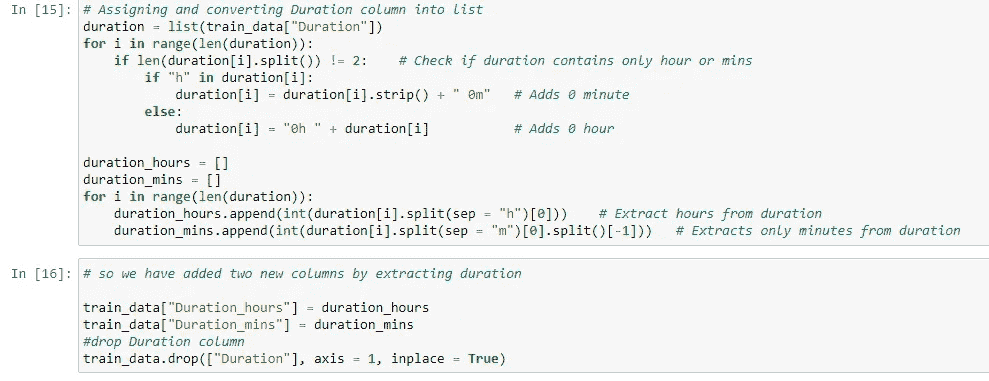 In [15]: # Assigning and converting Duration column into list
duration = list(train_data["Duration"])
for i in range(len(duration)):
    if len(duration[i].split()) != 2:    # Check if duration contains only hour or mins
        if "h" in duration[i]:
            duration[i] = duration[i].strip() + " 0m"   # Adds 0 minute
        else:
            duration[i] = "0h " + duration[i]           # Adds 0 hour
duration_hours = []
duration_mins = []
for i in range(len(duration)):
    duration_hours.append(int(duration[i].split(sep = "h")[0]))    # Extract hours from duration
    duration_mins.append(int(duration[i].split(sep = "m")[0].split()[-1]))   # Extracts only minutes from duration
In [16]: # so we have added two new columns by extracting duration
train_data["Duration_hours"] = duration_hours
train_data["Duration_mins"] = duration_mins
#drop Duration column
train_data.drop(["Duration"], axis = 1, inplace = True)